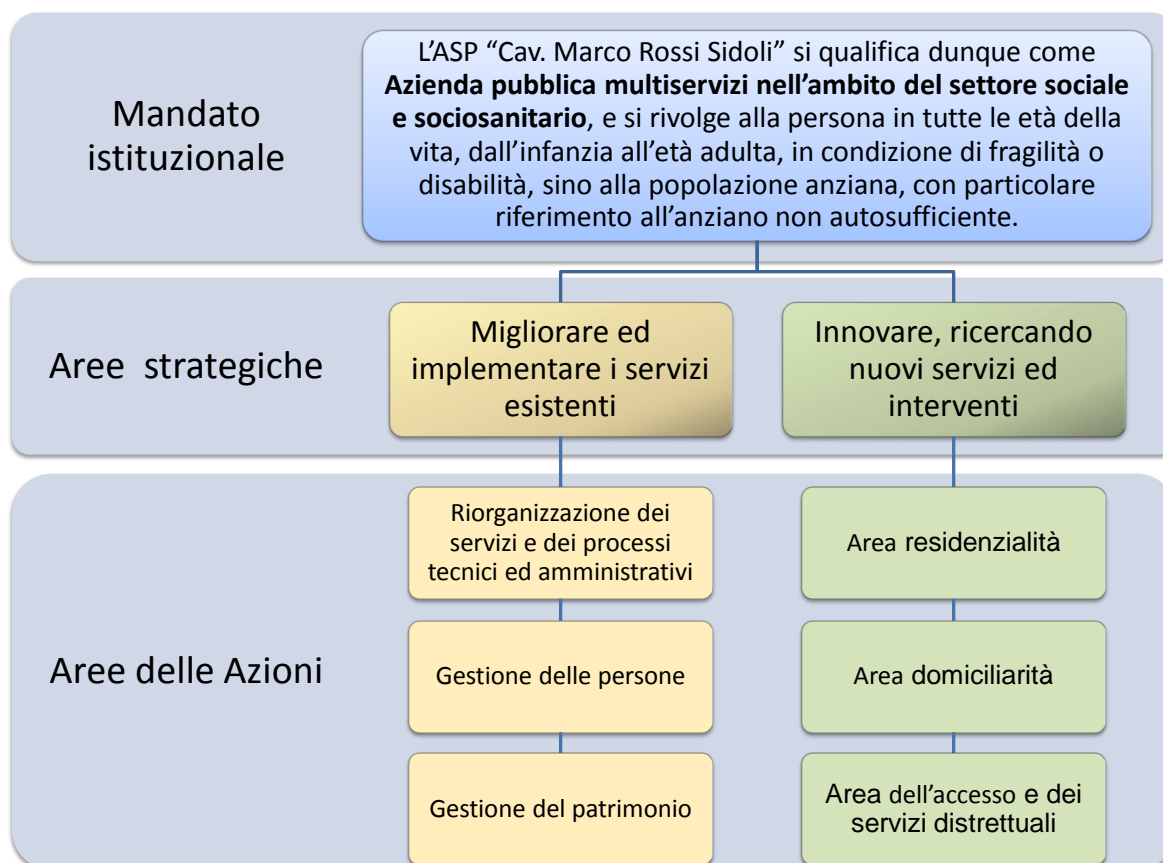 Mandato
istituzionale
L’ASP “Cav. Marco Rossi Sidoli” si qualifica dunque come
Azienda pubblica multiservizi nell’ambito del settore sociale
e sociosanitario, e si rivolge alla persona in tutte le età della
vita, dall’infanzia all’età adulta, in condizione di fragilità o
disabilità, sino alla popolazione anziana, con particolare
riferimento all’anziano non autosufficiente.
Aree strategiche
Migliorare ed
implementare i servizi
esistenti
Innovare, ricercando
nuovi servizi ed
interventi
Aree delle Azioni
Riorganizzazione dei
servizi e dei processi
tecnici ed amministrativi
Gestione delle persone
Gestione del patrimonio
Area residenzialità
Area domiciliarità
Area dell’accesso e dei
servizi distrettuali